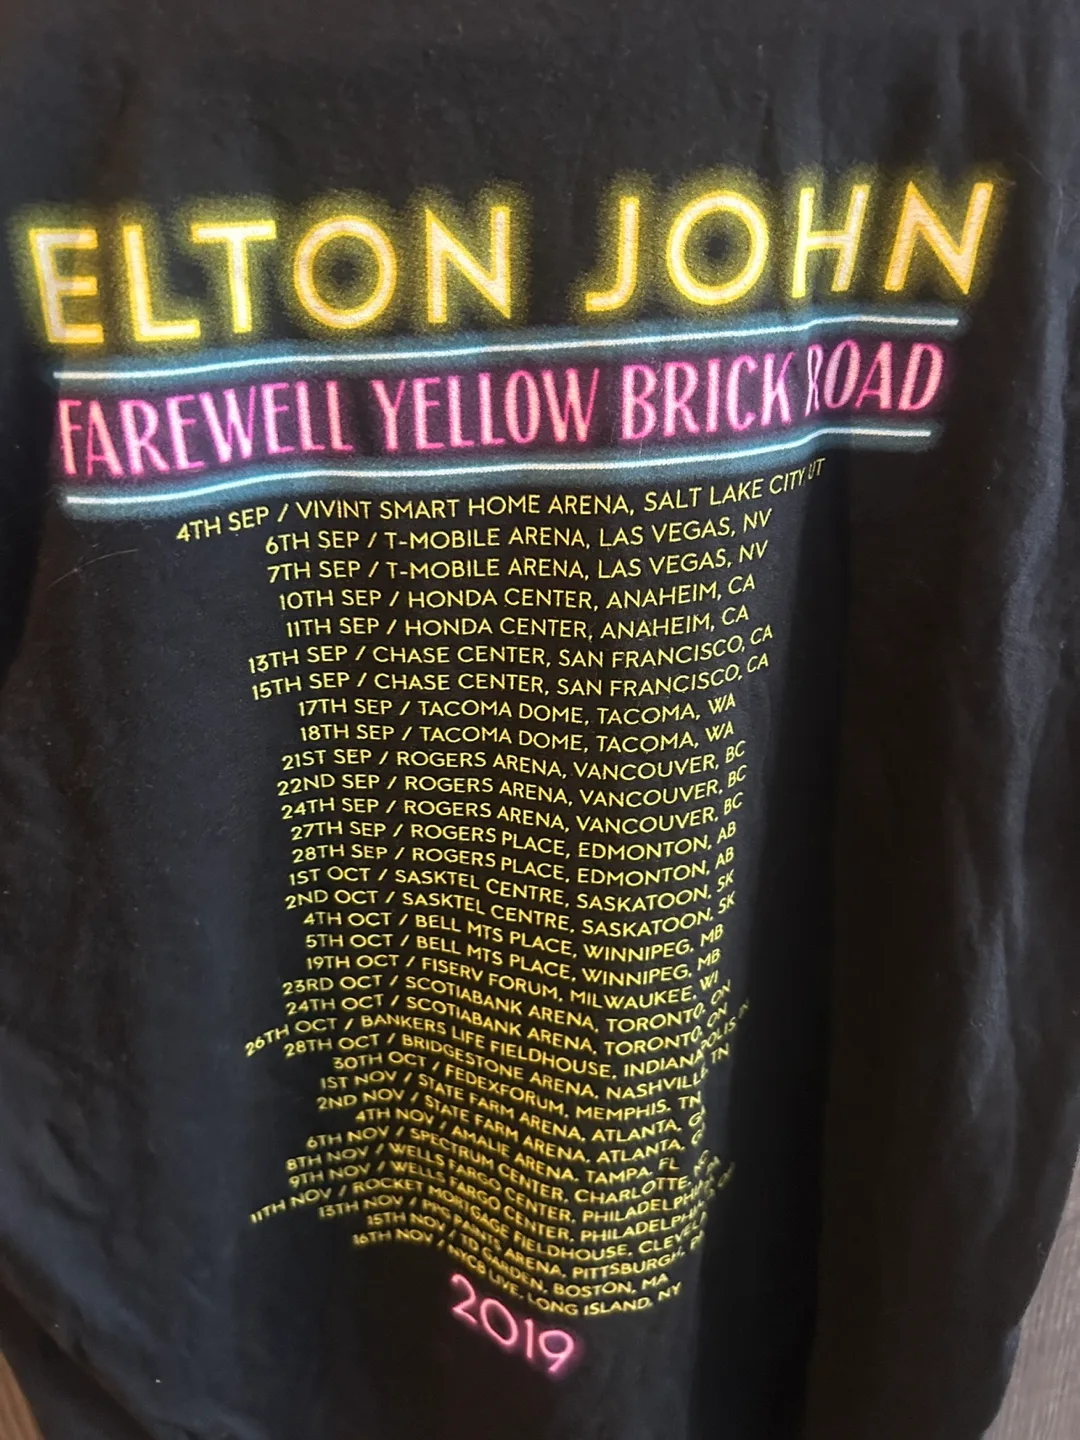 ELTON JOHN
FAREWELL YELLOW BRICK ROAD
4TH SEP / VIVINT SMART HOME ARENA, SALT LAKE CITY UT
6TH SEP / T-MOBILE ARENA, LAS VEGAS, NV
7TH SEP / T-MOBILE ARENA, LAS VEGAS, NV
10TH SEP / HONDA CENTER, ANAHEIM, CA
11TH SEP / HONDA CENTER, ANAHEIM, CA
13TH SEP / CHASE CENTER, SAN FRANCISCO, CA
15TH SEP / CHASE CENTER, SAN FRANCISCO, CA
17TH SEP / TACOMA DOME, TACOMA, WA
18TH SEP / TACOMA DOME, TACOMA, WA
21ST SEP / ROGERS ARENA, VANCOUVER, BC
22ND SEP / ROGERS ARENA, VANCOUVER, BC
24TH SEP / ROGERS ARENA, VANCOUVER, BC
27TH SEP / ROGERS PLACE, EDMONTON, AB
28TH SEP / ROGERS PLACE, EDMONTON, AB
1ST OCT / SASKTEL CENTRE, SASKATOON, SK
2ND OCT / SASKTEL CENTRE, SASKATOON, SK
4TH OCT / BELL MTS PLACE, WINNIPEG, MB
5TH OCT / BELL MTS PLACE, WINNIPEG, MB
19TH OCT / FISERV FORUM, MILWAUKEE, WI
23RD OCT / SCOTIABANK ARENA, TORONTO, ON
24TH OCT / SCOTIABANK ARENA, TORONTO, ON
26TH OCT / BANKERS LIFE FIELDHOUSE, INDIANAPOLIS IN
28TH OCT / BRIDGESTONE ARENA, NASHVILLE TN
30TH OCT / FEDEXFORUM, MEMPHIS, TN
1ST NOV / STATE FARM ARENA, ATLANTA, GA
2ND NOV / STATE FARM ARENA, ATLANTA,
4TH NOV / AMALIE ARENA, TAMPA, FL
6TH NOV / SPECTRUM CENTER, CHARLOTTE, NC
8TH NOV / WELLS FARGO CENTER, PHILADELPHIA PA
9TH NOV / WELLS FARGO CENTER, PHILADELPHIA
11TH NOV / ROCKET MORTGAGE FIELDHOUSE,
13TH NOV / PPG PAINTS ARENA, PITTSBURGH,
15TH NOV / TD GARDEN, BOSTON, MA
16TH NOV / NYCB LIVE, LONG ISLAND, NY
2019